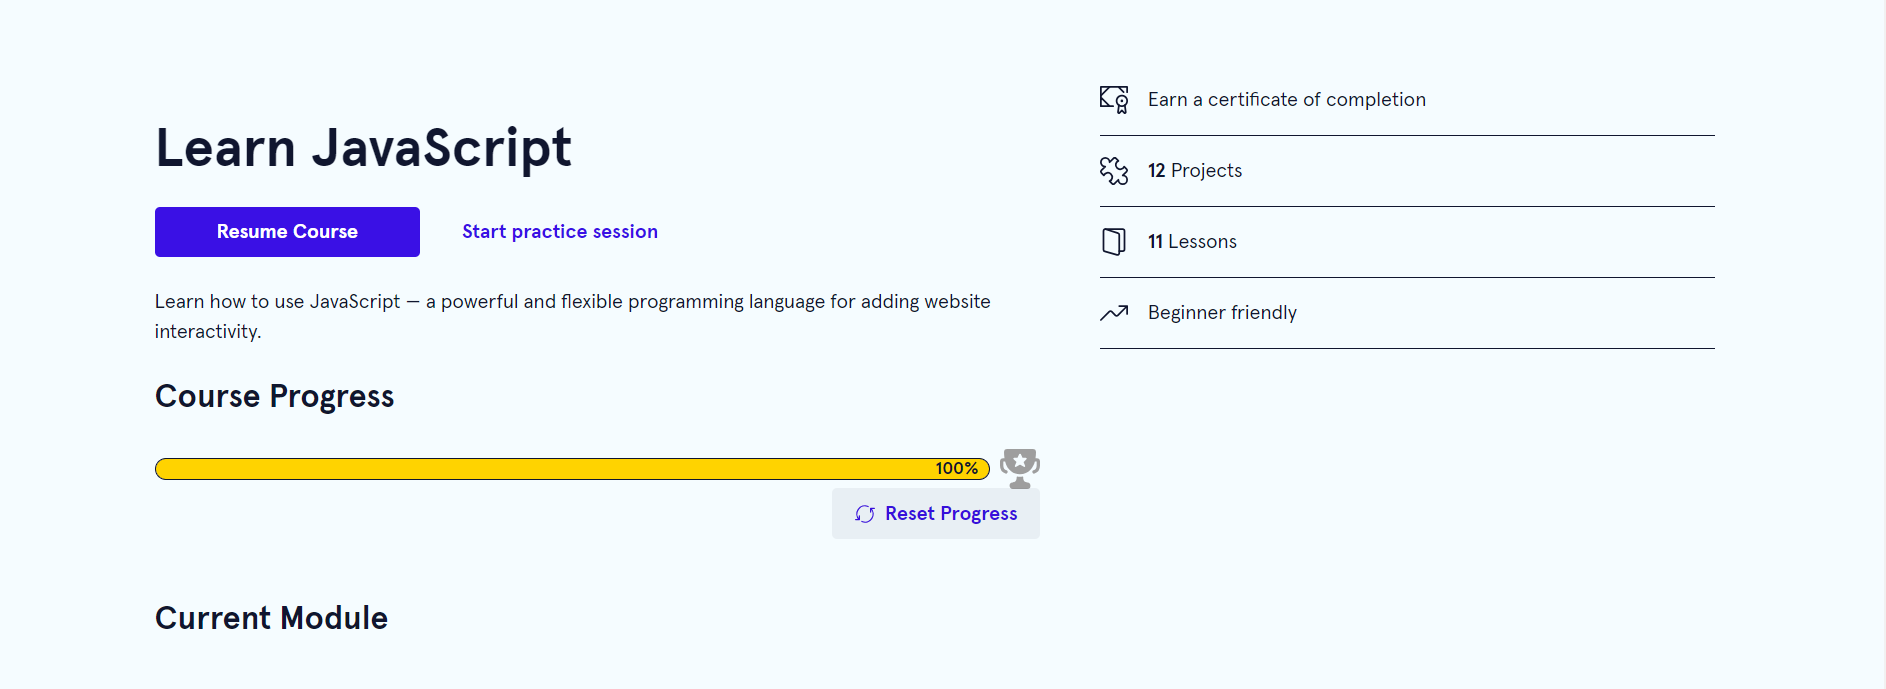 Learn JavaScript
Resume Course
Start practice session
Learn how to use JavaScript — a powerful and flexible programming language for adding website
interactivity.
Course Progress
100%
Reset Progress
Current Module
Earn a certificate of completion
12 Projects
11 Lessons
Beginner friendly